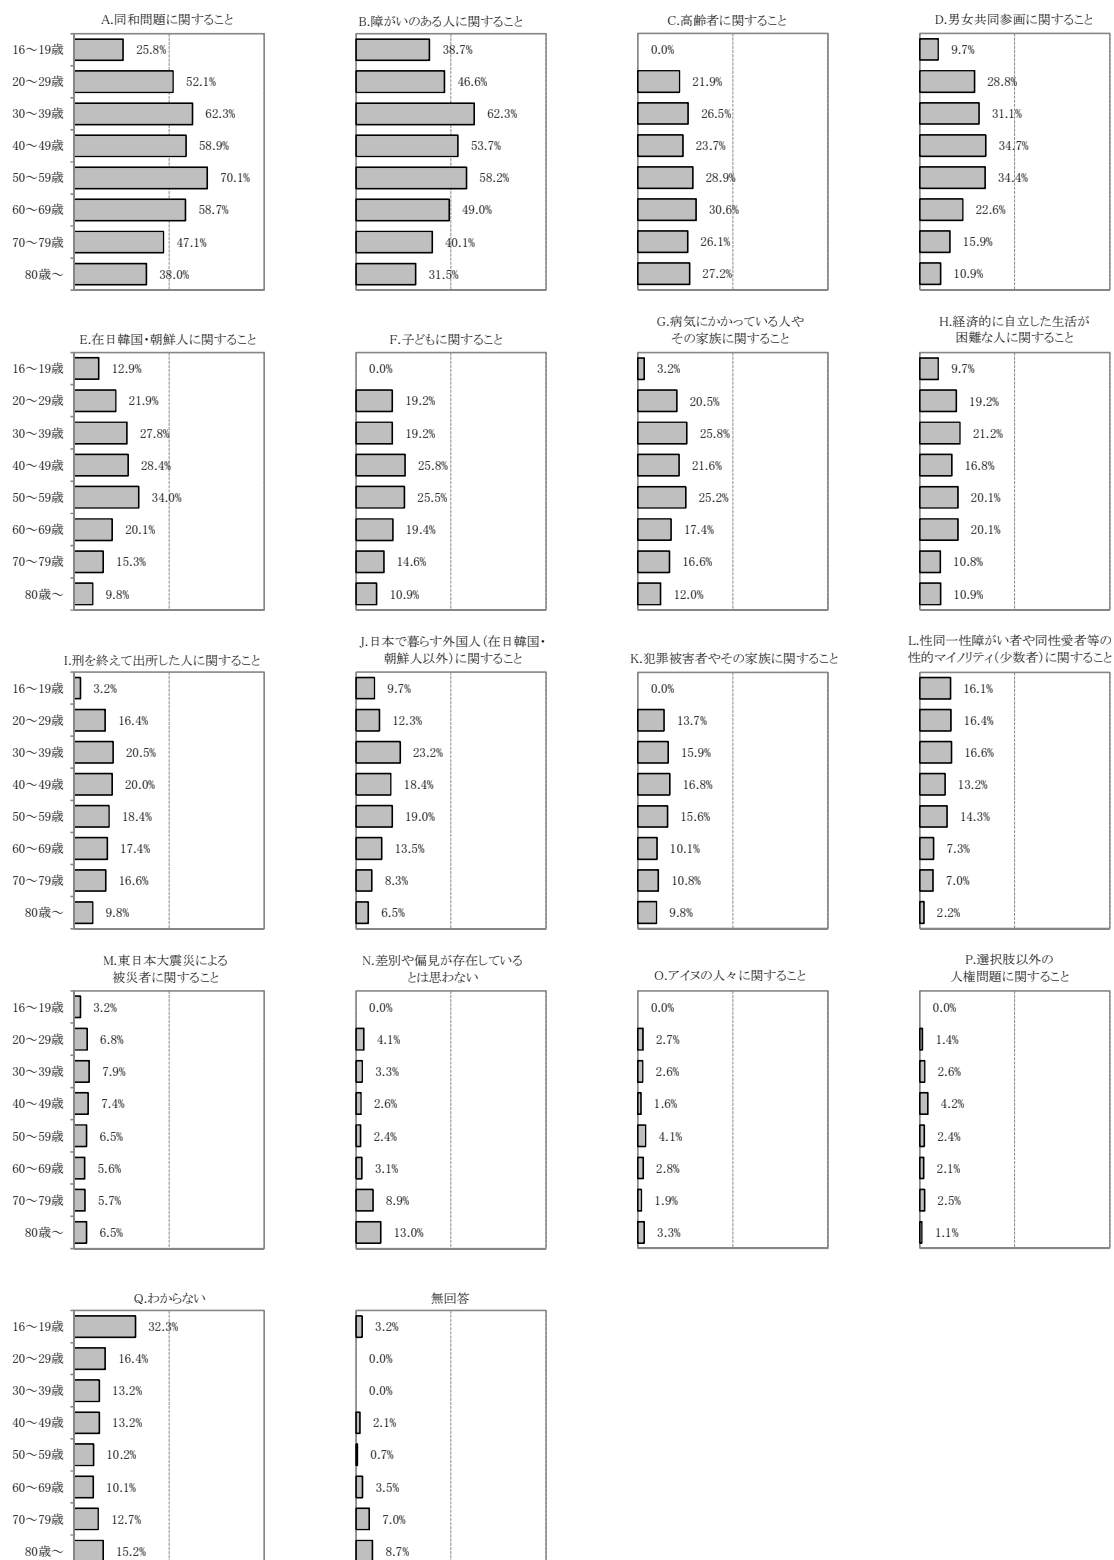 A.同和問題に関すること
16～19歳 25.8%
20～29歳 52.1%
30～39歳 62.3%
40～49歳 58.9%
50～59歳 70.1%
60～69歳 58.7%
70～79歳 47.1%
80歳～ 38.0%
B.障がいのある人に関すること
38.7%
46.6%
62.3%
53.7%
58.2%
49.0%
40.1%
31.5%
C.高齢者に関すること
0.0%
21.9%
26.5%
23.7%
28.9%
30.6%
26.1%
27.2%
D.男女共同参画に関すること
9.7%
28.8%
31.1%
34.7%
34.4%
22.6%
15.9%
10.9%
E.在日韓国・朝鮮人に関すること
16～19歳 12.9%
20～29歳 21.9%
30～39歳 27.8%
40～49歳 28.4%
50～59歳 34.0%
60～69歳 20.1%
70～79歳 15.3%
80歳～ 9.8%
F.子どもに関すること
0.0%
19.2%
19.2%
25.8%
25.5%
19.4%
14.6%
10.9%
G.病気にかかっている人や
その家族に関すること
3.2%
20.5%
25.8%
21.6%
25.2%
17.4%
16.6%
12.0%
H.経済的に自立した生活が
困難な人に関すること
9.7%
19.2%
21.2%
16.8%
20.1%
20.1%
10.8%
10.9%
I.刑を終えて出所した人に関すること
16～19歳 3.2%
20～29歳 16.4%
30～39歳 20.5%
40～49歳 20.0%
50～59歳 18.4%
60～69歳 17.4%
70～79歳 16.6%
80歳～ 9.8%
J.日本で暮らす外国人（在日韓国・
朝鮮人以外）に関すること
9.7%
12.3%
23.2%
18.4%
19.0%
13.5%
8.3%
6.5%
K.犯罪被害者やその家族に関すること
0.0%
13.7%
15.9%
16.8%
15.6%
10.1%
10.8%
9.8%
L.性同一性障がい者や同性愛者等の
性的マイノリティ（少数者）に関すること
16.1%
16.4%
16.6%
13.2%
14.3%
7.3%
7.0%
2.2%
M.東日本大震災による
被災者に関すること
16～19歳 3.2%
20～29歳 6.8%
30～39歳 7.9%
40～49歳 7.4%
50～59歳 6.5%
60～69歳 5.6%
70～79歳 5.7%
80歳～ 6.5%
N.差別や偏見が存在している
とは思わない
0.0%
4.1%
3.3%
2.6%
2.4%
3.1%
8.9%
13.0%
O.アイヌの人々に関すること
0.0%
2.7%
2.6%
1.6%
4.1%
2.8%
1.9%
3.3%
P.選択肢以外の
人権問題に関すること
0.0%
1.4%
2.6%
4.2%
2.4%
2.1%
2.5%
1.1%
Q.わからない
16～19歳 32.3%
20～29歳 16.4%
30～39歳 13.2%
40～49歳 13.2%
50～59歳 10.2%
60～69歳 10.1%
70～79歳 12.7%
80歳～ 15.2%
無回答
3.2%
0.0%
0.0%
2.1%
0.7%
3.5%
7.0%
8.7%